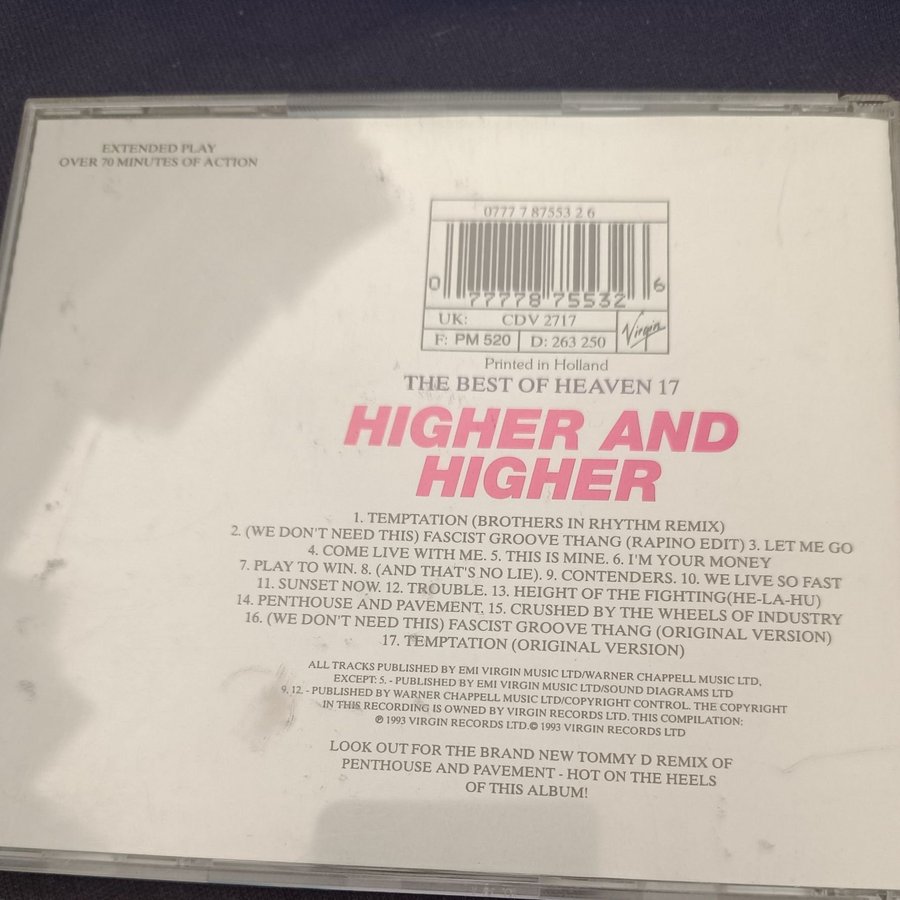 EXTENDED PLAY
OVER 70 MINUTES OF ACTION
0777 7 87553 2 6
0 77778 75532 6
UK: CDV 2717
F: PM 520 D: 263 250
Virgin
Printed in Holland
THE BEST OF HEAVEN 17
HIGHER AND
HIGHER
1. TEMPTATION (BROTHERS IN RHYTHM REMIX)
2. (WE DON'T NEED THIS) FASCIST GROOVE THANG (RAPINO EDIT) 3. LET ME GO
4. COME LIVE WITH ME. 5. THIS IS MINE. 6. I'M YOUR MONEY
7. PLAY TO WIN. 8. (AND THAT'S NO LIE). 9. CONTENDERS. 10. WE LIVE SO FAST
11. SUNSET NOW. 12. TROUBLE. 13. HEIGHT OF THE FIGHTING(HE-LA-HU)
14. PENTHOUSE AND PAVEMENT. 15. CRUSHED BY THE WHEELS OF INDUSTRY
16. (WE DON'T NEED THIS) FASCIST GROOVE THANG (ORIGINAL VERSION)
17. TEMPTATION (ORIGINAL VERSION)
ALL TRACKS PUBLISHED BY EMI VIRGIN MUSIC LTD/WARNER CHAPPELL MUSIC LTD,
EXCEPT: 5. - PUBLISHED BY EMI VIRGIN MUSIC LTD/SOUND DIAGRAMS LTD
9, 12. - PUBLISHED BY WARNER CHAPPELL MUSIC LTD/COPYRIGHT CONTROL. THE COPYRIGHT
IN THIS RECORDING IS OWNED BY VIRGIN RECORDS LTD. THIS COMPILATION:
℗ 1993 VIRGIN RECORDS LTD.© 1993 VIRGIN RECORDS LTD
LOOK OUT FOR THE BRAND NEW TOMMY D REMIX OF
PENTHOUSE AND PAVEMENT - HOT ON THE HEELS
OF THIS ALBUM!